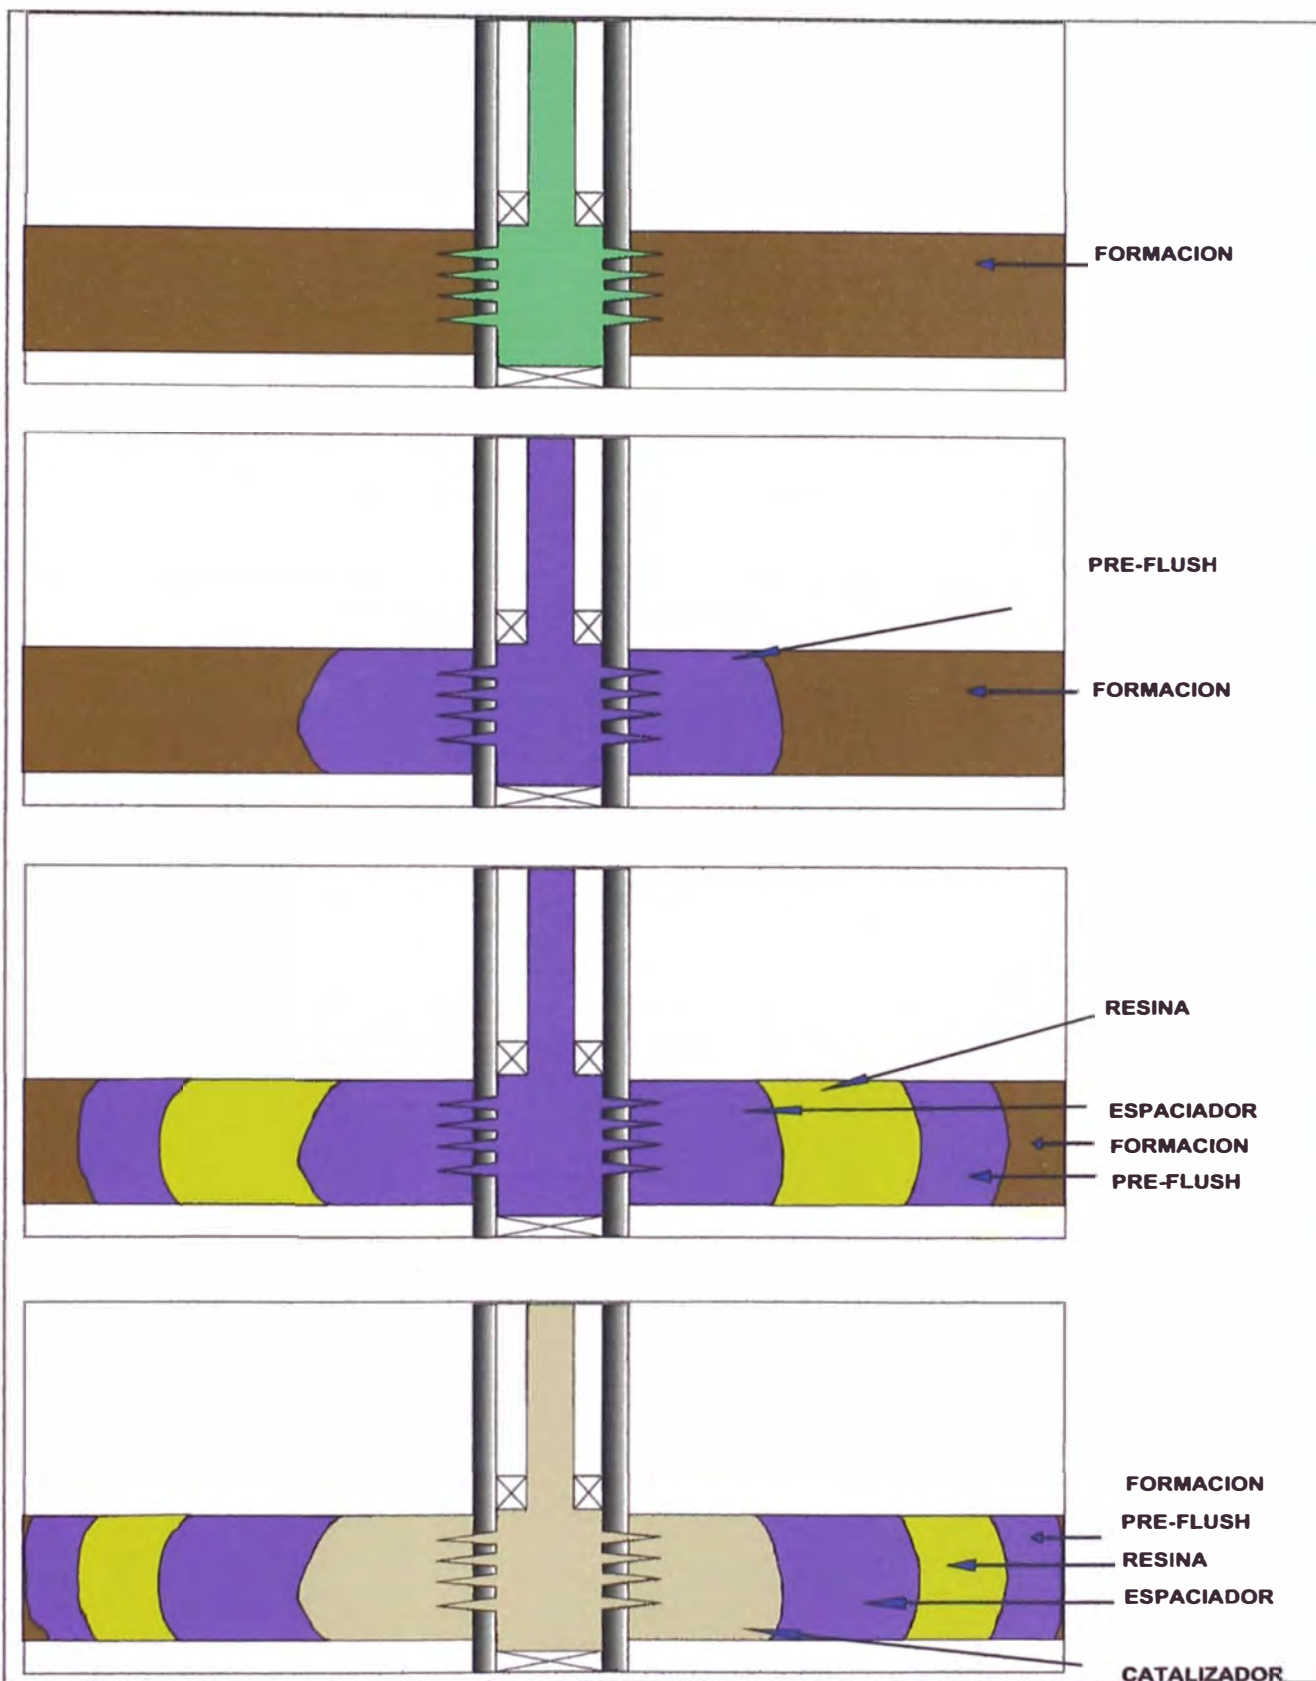 FORMACION
PRE-FLUSH
FORMACION
RESINA
ESPACIADOR
FORMACION
PRE-FLUSH
FORMACION
PRE-FLUSH
RESINA
ESPACIADOR
CATALIZADOR